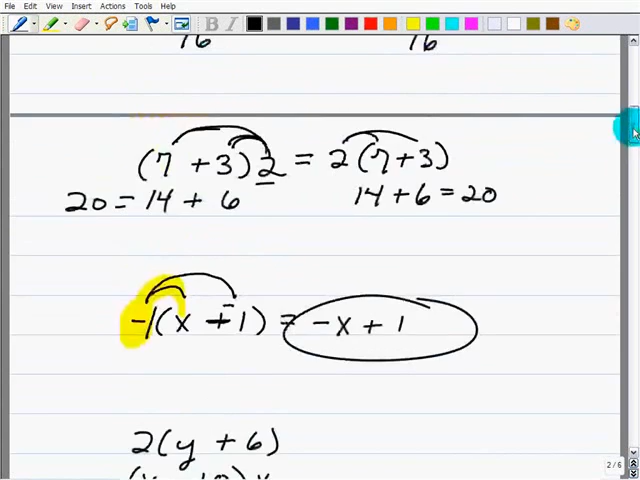 File Edit View Insert Actions Tools Help
B I
16 16
(7 + 3) 2 = 2 (7 + 3)
20 = 14 + 6 14 + 6 = 20
-1(x + -1) = -x + 1
2(y + 6)
2/6